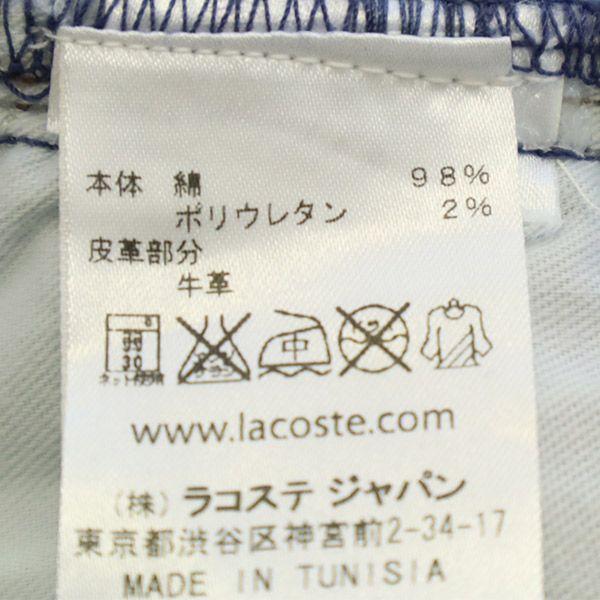 本体 綿 98%
ポリウレタン 2%
皮革部分
牛革
30
中
www.lacoste.com
(株) ラコステ ジャパン
東京都渋谷区神宮前2-34-17
MADE IN TUNISIA